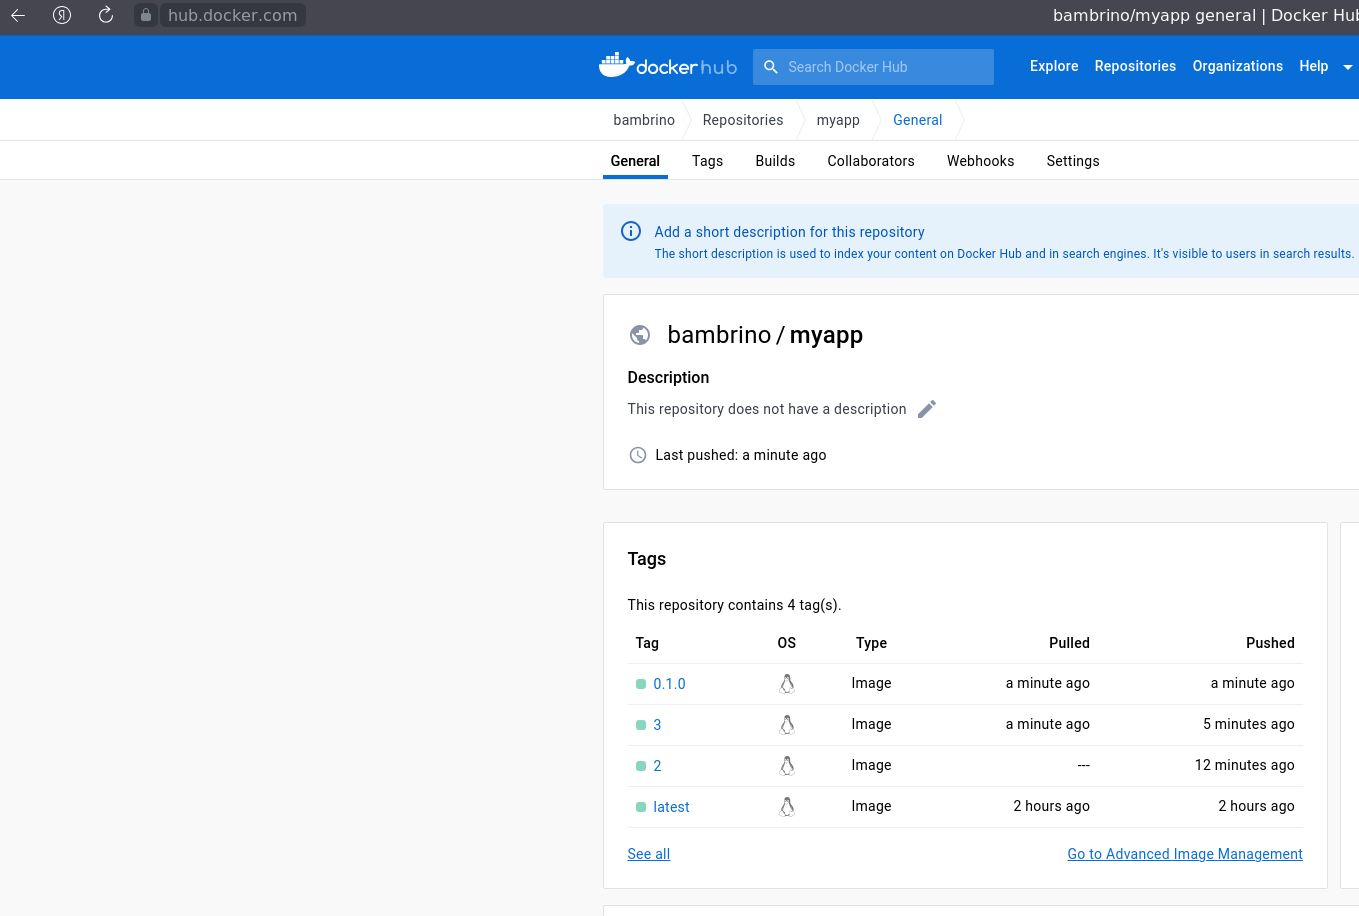 Я hub.docker.com bambrino/myapp general | Docker Hub
dockerhub Search Docker Hub Explore Repositories Organizations Help
bambrino Repositories myapp General
General Tags Builds Collaborators Webhooks Settings
Add a short description for this repository
The short description is used to index your content on Docker Hub and in search engines. It's visible to users in search results.
bambrino / myapp
Description
This repository does not have a description
Last pushed: a minute ago
Tags
This repository contains 4 tag(s).
Tag OS Type Pulled Pushed
0.1.0 Image a minute ago a minute ago
3 Image a minute ago 5 minutes ago
2 Image --- 12 minutes ago
latest Image 2 hours ago 2 hours ago
See all Go to Advanced Image Management